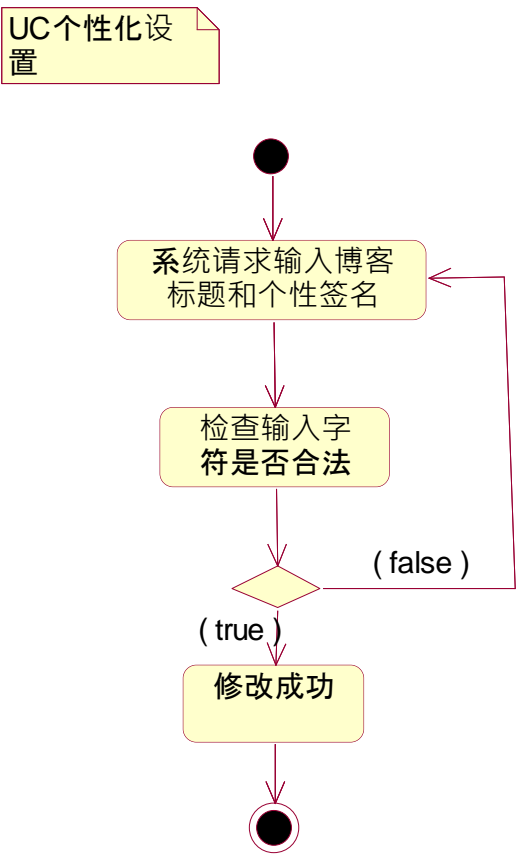 UC个性化设
置
系统请求输入博客
标题和个性签名
检查输入字
符是否合法
( false )
( true )
修改成功